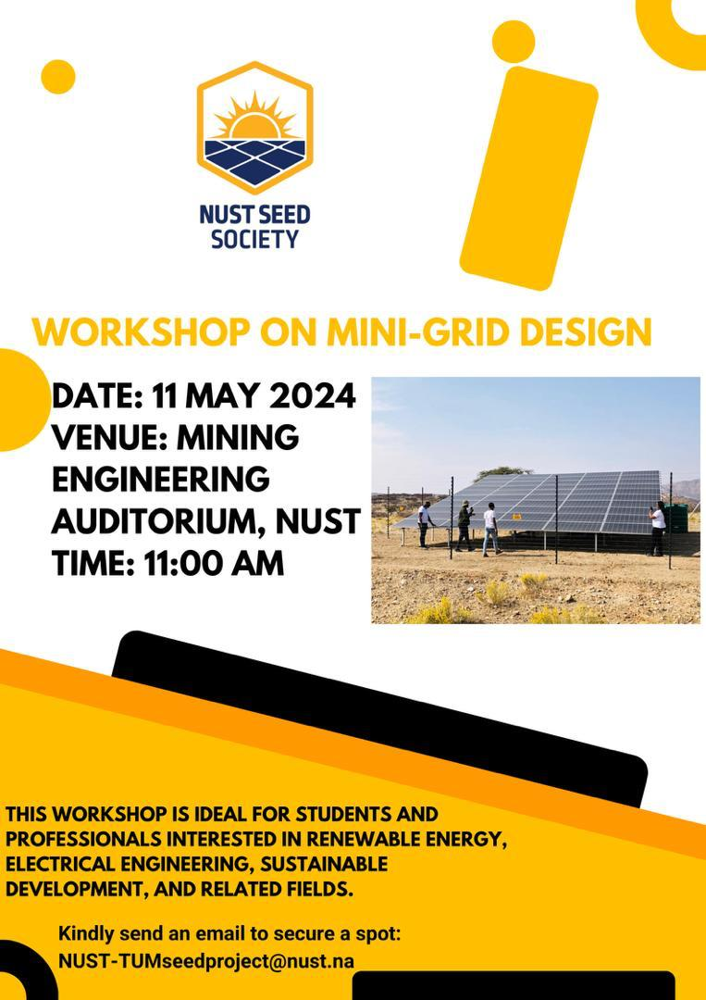 NUST SEED
SOCIETY
WORKSHOP ON MINI-GRID DESIGN
DATE: 11 MAY 2024
VENUE: MINING
ENGINEERING
AUDITORIUM, NUST
TIME: 11:00 AM
THIS WORKSHOP IS IDEAL FOR STUDENTS AND
PROFESSIONALS INTERESTED IN RENEWABLE ENERGY,
ELECTRICAL ENGINEERING, SUSTAINABLE
DEVELOPMENT, AND RELATED FIELDS.
Kindly send an email to secure a spot:
NUST-TUMseedproject@nust.na